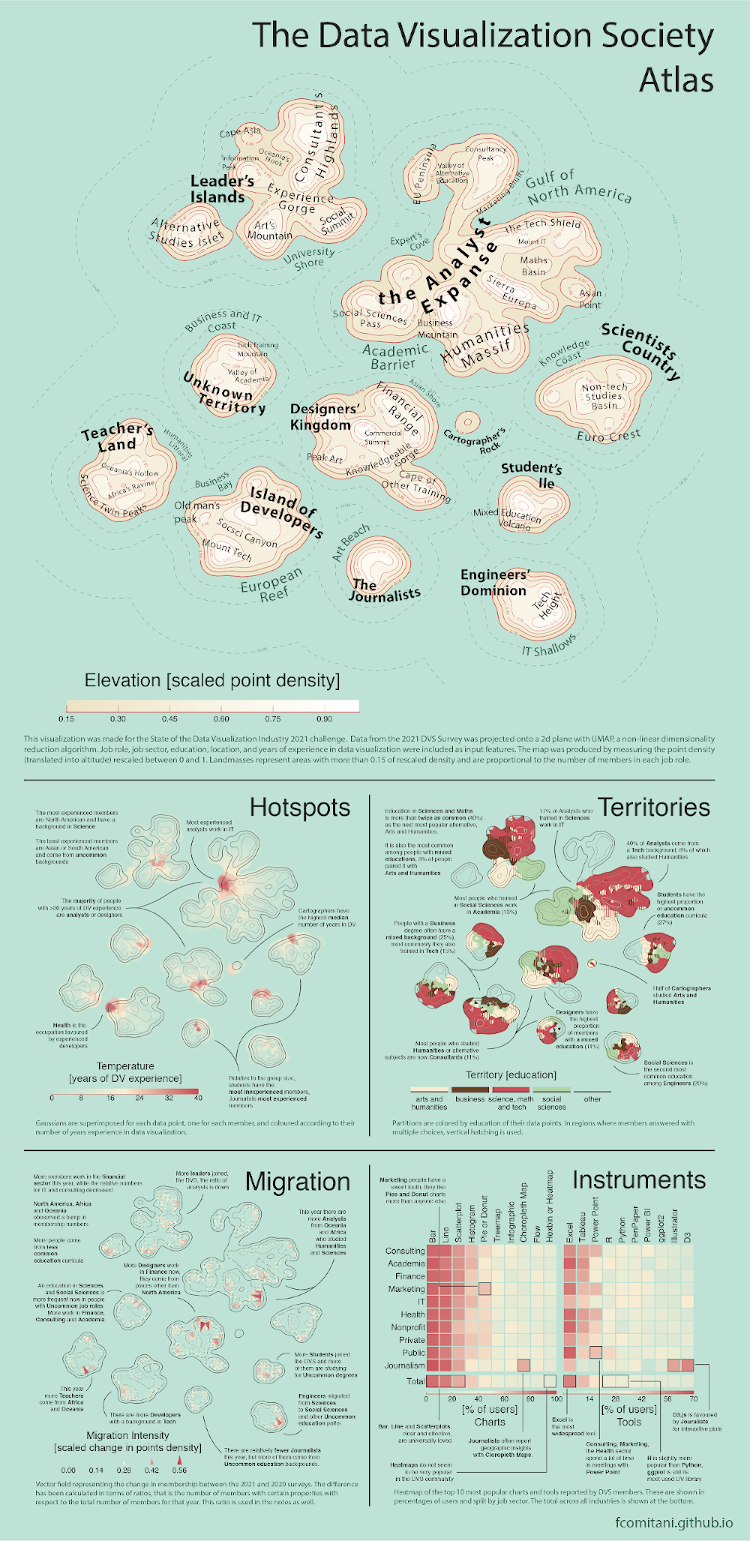 The Data Visualization Society
Atlas
Cape Asia
Consultant's
Highlands
Oceania's
Nook
Information
Peak
Leader's
Islands
Experience
Gorge
Alternative
Studies Islet
Art's
Mountain
Social
Summit
University
Shore
EU Peninsula
Valley of
Alternative
Education
Consultancy
Peak
Marketing Bluffs
Gulf of
North America
Expert's
Cove
the Analyst
Expanse
The Tech Shield
Mount IT
Maths
Basin
Sierra
Europa
Asian
Point
Social Sciences
Pass
Business
Mountain
Humanities
Massif
Academic
Barrier
Business and IT
Coast
Tech Training
Mountain
Valley of
Academia
Unknown
Territory
Asian Shore
Knowledge
Coast
Scientists
Country
Non-tech
Studies
Basin
Euro Crest
Designers'
Kingdom
Financial
Range
Commercial
Summit
Peak Art
Knowledgeable
Gorge
Cape of
Other Training
Cartographer's
Rock
Teacher's
Land
Humanities
Littoral
Oceania's Hollow
Africa's Ravine
Science Twin Peaks
Business
Bay
Old man's
peak
Island of
Developers
Socsci Canyon
Mount Tech
European
Reef
Art Beach
The
Journalists
Student's
Ile
Mixed Education
Volcano
Engineers'
Dominion
Tech
Height
IT Shallows
Elevation [scaled point density]
0.15 0.30 0.45 0.60 0.75 0.90
This visualization was made for the State of the Data Visualization Industry 2021 challenge. Data from the 2021 DVS Survey was projected onto a 2d plane with UMAP, a non-linear dimensionality
reduction algorithm. Job role, job sector, education, location, and years of experience in data visualization were included as input features. The map was produced by measuring the point density
(translated into altitude) rescaled between 0 and 1. Landmasses represent areas with more than 0.15 of rescaled density and are proportional to the number of members in each job role.
Hotspots
The most experienced members
are North American and have a
background in Science
The least experienced members
are Asian or South American
and come from uncommon
backgrounds
Most experienced
analysts work in IT
The majority of people
with >30 years of DV experience
are analysts or designers
Cartographers have
the highest median
number of years in DV
Health is the
occupation favoured
by experienced
developers
Relative to the group size,
students have the
most inexperienced members,
Journalists most experienced
members
Temperature
[years of DV experience]
0 8 16 24 32 40
Gaussians are superimposed for each data point, one for each member, and coloured according to their
number of years experience in data visualization.
Territories
Education in Sciences and Maths
is more than twice as common (40%)
as the next most popular alternative,
Arts and Humanities.
It is also the most common
among people with mixed
educations, 8% of people
paired it with
Arts and Humanities
17% of Analysts who
trained in Sciences
work in IT
40% of Analysts come from
a Tech background, 8% of which
also studied Humanities
Most people who trained
in Social Sciences work
in Academia (15%)
Students have the
highest proportion
of uncommon
education curricula
(27%)
People with a Business
degree often have a
mixed background (25%),
most commonly they also
trained in Tech (15%)
Half of Cartographers
studied Arts and
Humanities
Designers have
the highest
proportion
of members
with a mixed
education (18%)
Most people who studied
Humanities or alternative
subjects are now Consultants (11%)
Social Sciences is
the second most
common education
among Engineers (20%)
Territory [education]
arts and
humanities
business
science, math
and tech
social
sciences
other
Partitions are colored by education of their data points. In regions where members answered with
multiple choices, vertical hatching is used.
Migration
More members work in the financial
sector this year, while the relative numbers
for IT and consulting decreased
More leaders joined
the DVS, the ratio of
analysts is down
North America, Africa
and Oceania
observed a bump in
membership numbers
This year there
are more Analysts
from Oceania
and Africa
who studied
Humanities
and Sciences
More people come
from less
common
education curricula
More Designers work
in Finance now,
they come from
places other than
North America
An education in Sciences,
and Social Sciences is
more frequent now in people
with Uncommon job roles.
More work in Finance,
Consulting and Academia
More Students joined
the DVS and more
of them are studying
for Uncommon degrees
This year
more Teachers
come from Africa
and Oceania
There are more Developers
with a background in Tech
Engineers migrated
from Sciences
to Social Sciences
and other Uncommon
education paths
There are relatively fewer Journalists
this year, but more of them come from
Uncommon education backgrounds.
Migration Intensity
[scaled change in points density]
0.00 0.14 0.28 0.42 0.56
Vector field representing the change in membership between the 2021 and 2020 surveys. The difference
has been calculated in terms of ratios, that is the number of members with certain properties with
respect to the total number of members for that year. This ratio is used in the notes as well.
Instruments
Marketing people have a
sweet tooth, they like
Pies and Donut charts
more than anyone else
Bar
Line
Scatterplot
Histogram
Pie or Donut
Treemap
Infographic
Choropleth Map
Flow
Hexbin or Heatmap
Excel
Tableau
Power Point
R
Python
PenPaper
Power BI
ggplot2
Illustrator
D3
Consulting
Academia
Finance
Marketing
IT
Health
Nonprofit
Private
Public
Journalism
Total
0 20 40 60 80 100
[% of users]
Charts
14 28 42 56 70
[% of users]
Tools
Bar, Line and Scatterplots,
clear and effective,
are universally loved
Journalists often report
geographic insights
with Cloropleth Maps.
Heatmaps do not seem
to be very popular
in the DVS community
Excel is the
most
widespread tool
Consulting, Marketing,
the Health sector
spend a lot of time
in meetings with
Power Point
D3.js is favoured
by Journalists
for interactive plots
R is slightly more
popular than Python,
ggplot is still its
most used DV library
Heatmap of the top 10 most popular charts and tools reported by DVS members. These are shown in
percentages of users and split by job sector. The total across all industries is shown at the bottom.
fcomitani.github.io